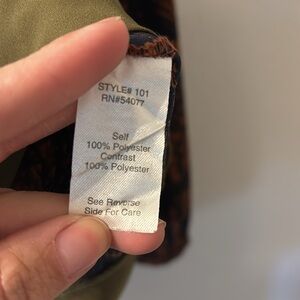 STYLE# 101
RN#54077
Self
100% Polyester
Contrast
100% Polyester
See Reverse
Side For Care